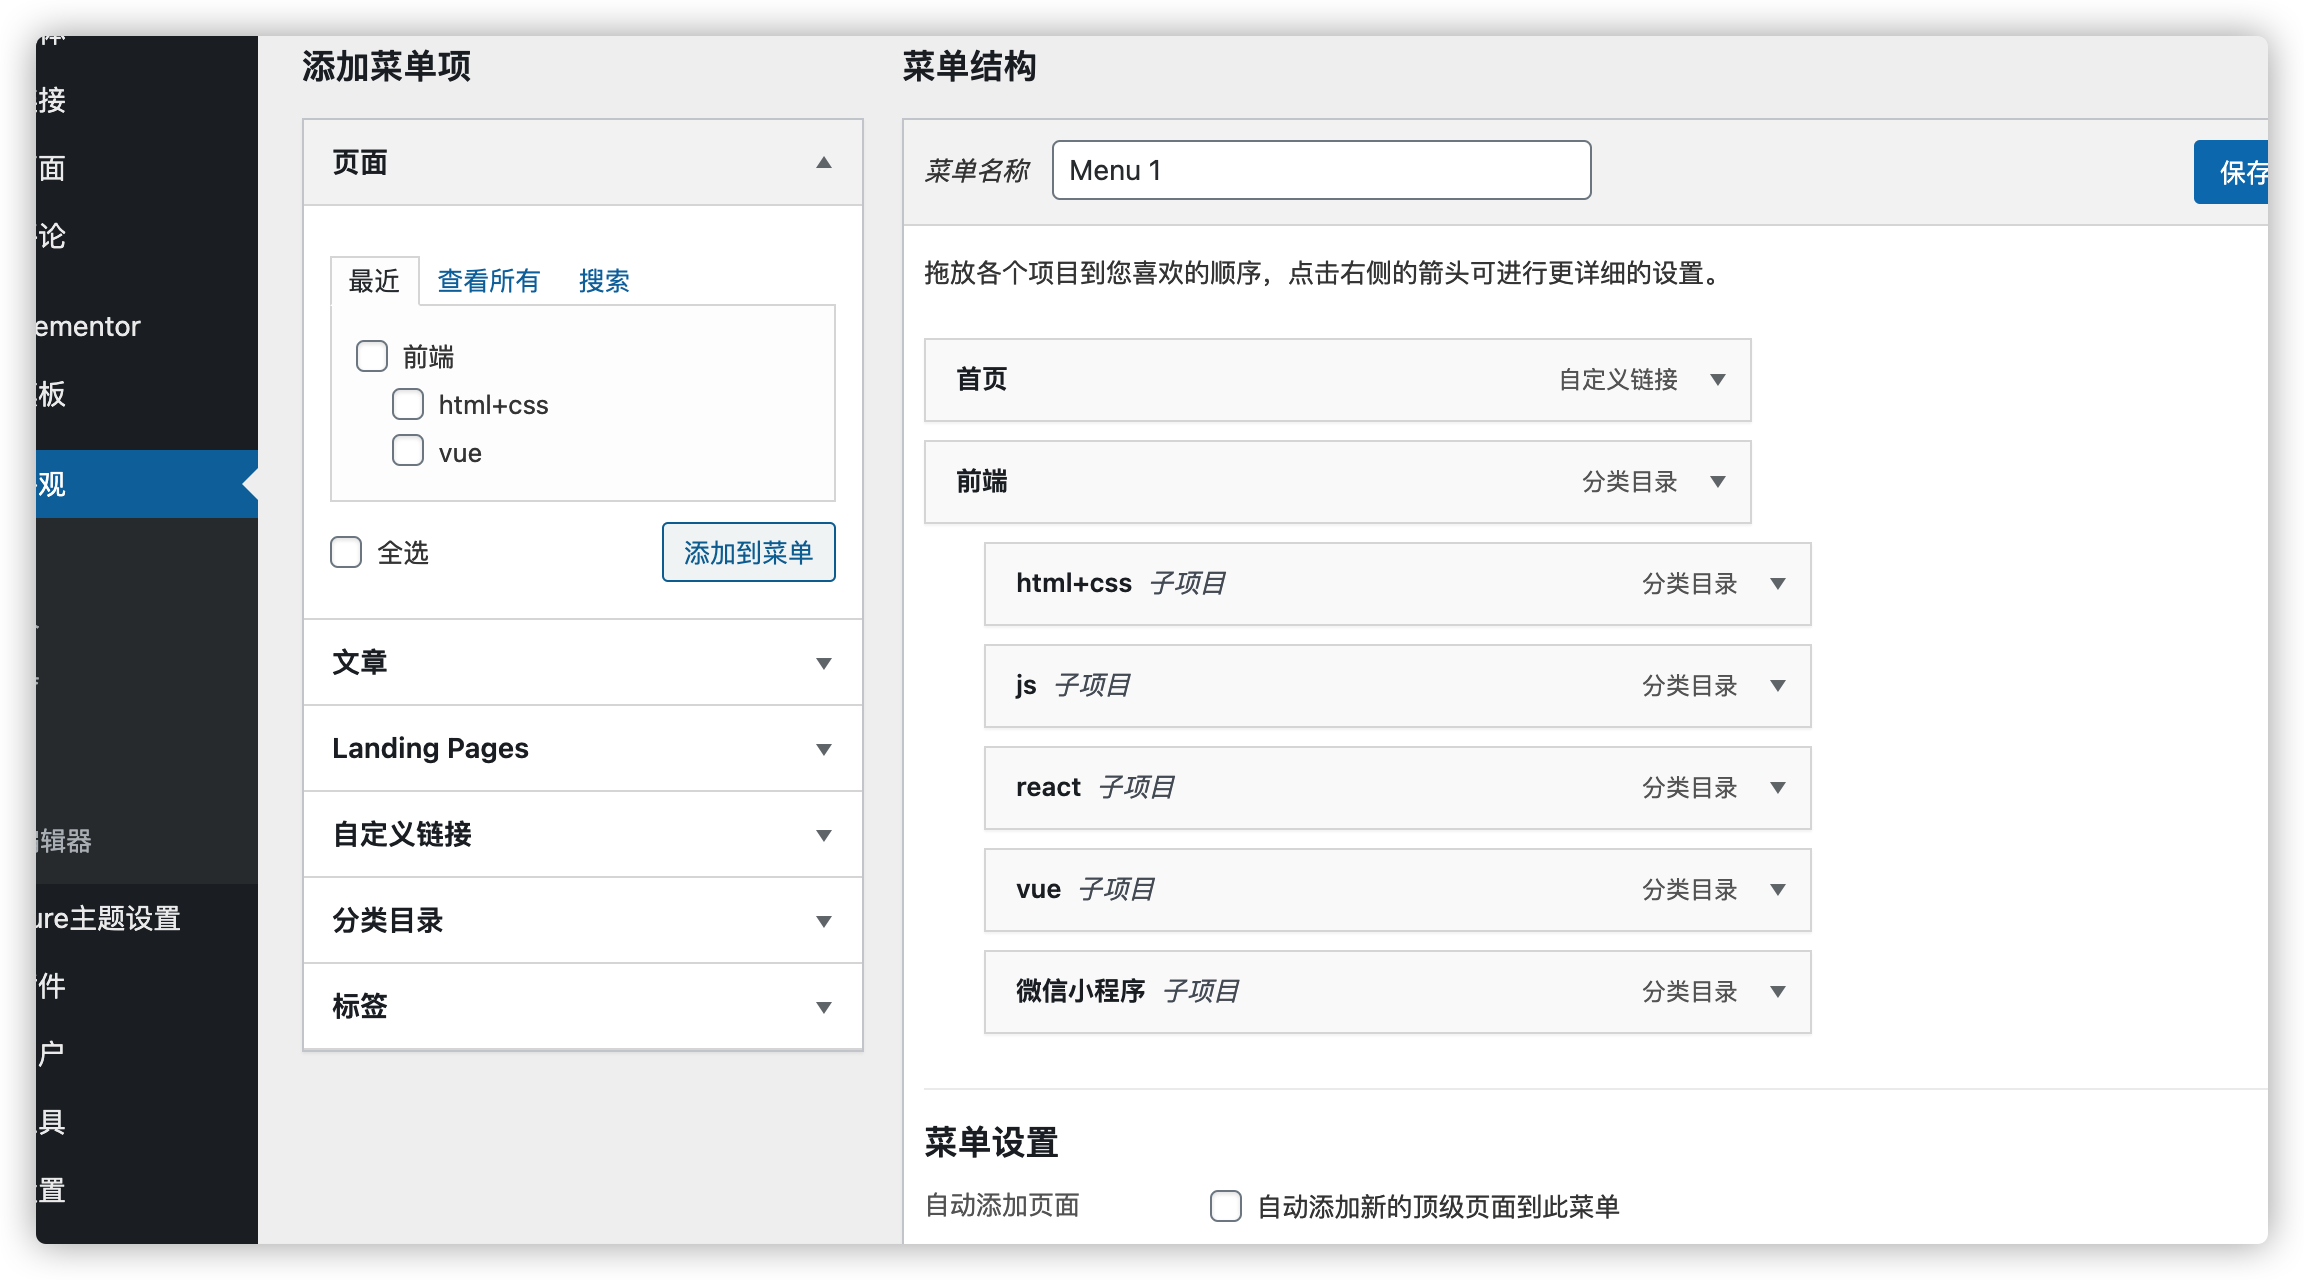 接
面
论
ementor
板
观
辑器
ure主题设置
件
户
具
置
添加菜单项
页面
最近 查看所有 搜索
前端
html+css
vue
全选 添加到菜单
文章
Landing Pages
自定义链接
分类目录
标签
菜单结构
菜单名称 Menu 1 保存
拖放各个项目到您喜欢的顺序，点击右侧的箭头可进行更详细的设置。
首页 自定义链接
前端 分类目录
html+css 子项目 分类目录
js 子项目 分类目录
react 子项目 分类目录
vue 子项目 分类目录
微信小程序 子项目 分类目录
菜单设置
自动添加页面 自动添加新的顶级页面到此菜单